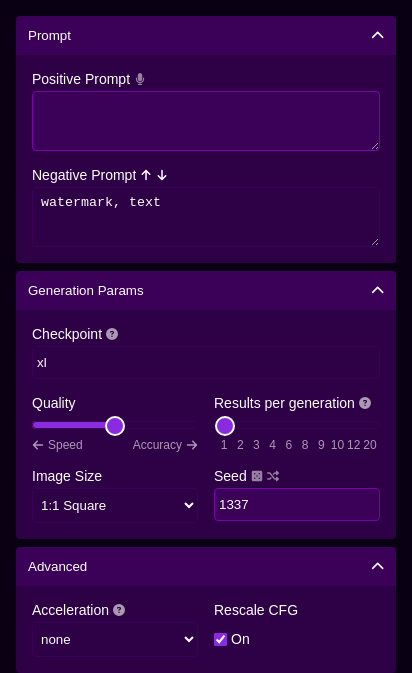 Prompt
Positive Prompt
Negative Prompt ↑ ↓
watermark, text
Generation Params
Checkpoint ?
xl
Quality
Results per generation ?
← Speed Accuracy →
1 2 3 4 6 8 9 10 12 20
Image Size
Seed
1:1 Square
1337
Advanced
Acceleration ?
Rescale CFG
none
On